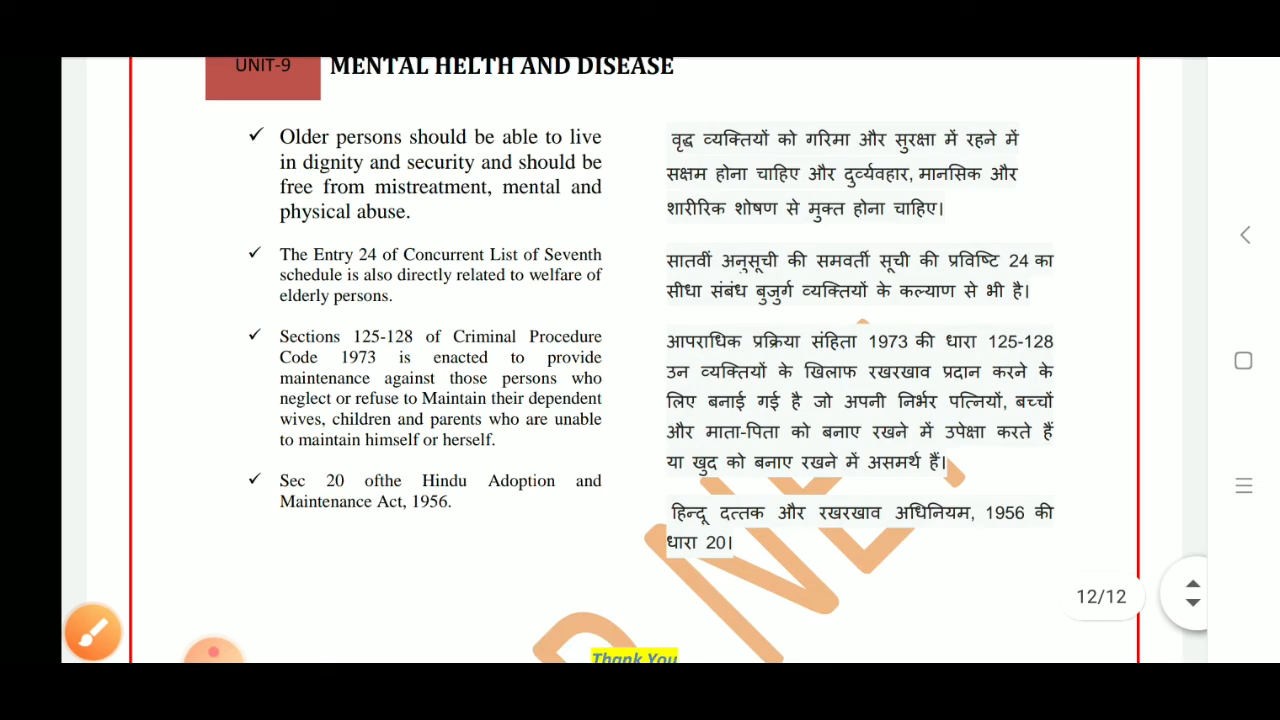 UNIT-9
MENTAL HELTH AND DISEASE
✓ Older persons should be able to live
in dignity and security and should be
free from mistreatment, mental and
physical abuse.
✓ The Entry 24 of Concurrent List of Seventh
schedule is also directly related to welfare of
elderly persons.
✓ Sections 125-128 of Criminal Procedure
Code 1973 is enacted to provide
maintenance against those persons who
neglect or refuse to Maintain their dependent
wives, children and parents who are unable
to maintain himself or herself.
✓ Sec 20 ofthe Hindu Adoption and
Maintenance Act, 1956.
वृद्ध व्यक्तियों को गरिमा और सुरक्षा में रहने में
सक्षम होना चाहिए और दुर्व्यवहार, मानसिक और
शारीरिक शोषण से मुक्त होना चाहिए।
सातवीं अनुसूची की समवर्ती सूची की प्रविष्टि 24 का
सीधा संबंध बुजुर्ग व्यक्तियों के कल्याण से भी है।
आपराधिक प्रक्रिया संहिता 1973 की धारा 125-128
उन व्यक्तियों के खिलाफ रखरखाव प्रदान करने के
लिए बनाई गई है जो अपनी निर्भर पत्नियों, बच्चों
और माता-पिता को बनाए रखने में उपेक्षा करते हैं
या खुद को बनाए रखने में असमर्थ हैं।
हिन्दू दत्तक और रखरखाव अधिनियम, 1956 की
धारा 20।
12/12
Thank You